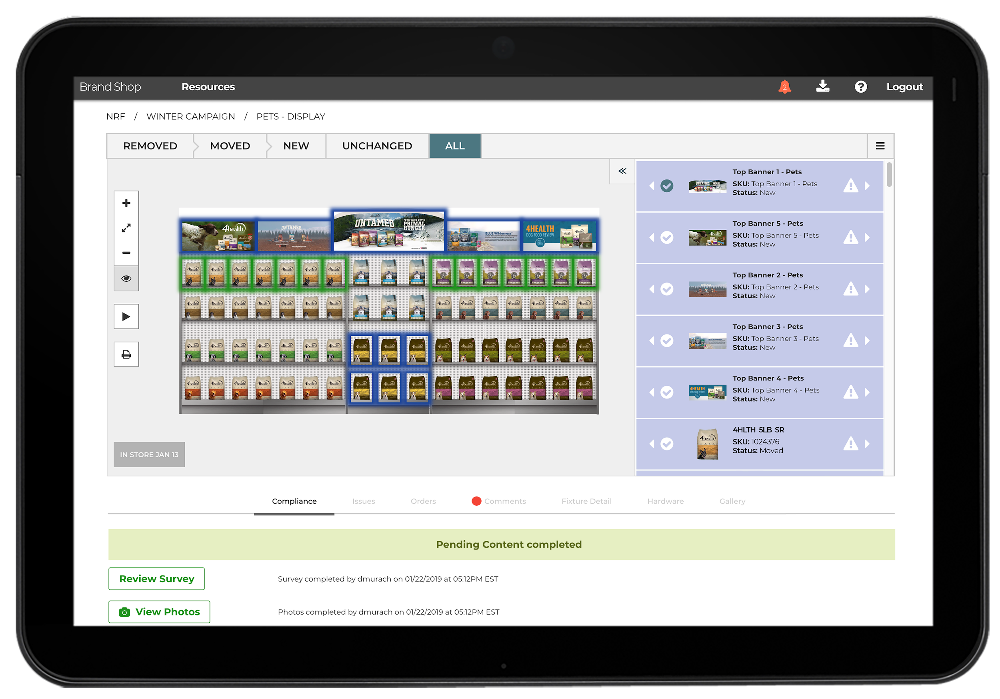 Brand Shop
Resources
2
Logout
NRF / WINTER CAMPAIGN / PETS - DISPLAY
REMOVED
MOVED
NEW
UNCHANGED
ALL
4health
UNTAMED
UNTAMED
FEED YOUR PET'S
PRIMAL
HUNGER
BLUE Wilderness
4HEALTH
DOG FOOD REVIEW
Top Banner 1 - Pets
SKU: Top Banner 1 - Pets
Status: New
Top Banner 5 - Pets
SKU: Top Banner 5 - Pets
Status: New
Top Banner 2 - Pets
SKU: Top Banner 2 - Pets
Status: New
Top Banner 3 - Pets
SKU: Top Banner 3 - Pets
Status: New
Top Banner 4 - Pets
SKU: Top Banner 4 - Pets
Status: New
4HLTH 5LB SR
SKU: 1024376
Status: Moved
IN STORE JAN 13
Compliance
Issues
Orders
Comments
Fixture Detail
Hardware
Gallery
Pending Content completed
Review Survey
Survey completed by dmurach on 01/22/2019 at 05:12PM EST
View Photos
Photos completed by dmurach on 01/22/2019 at 05:12PM EST